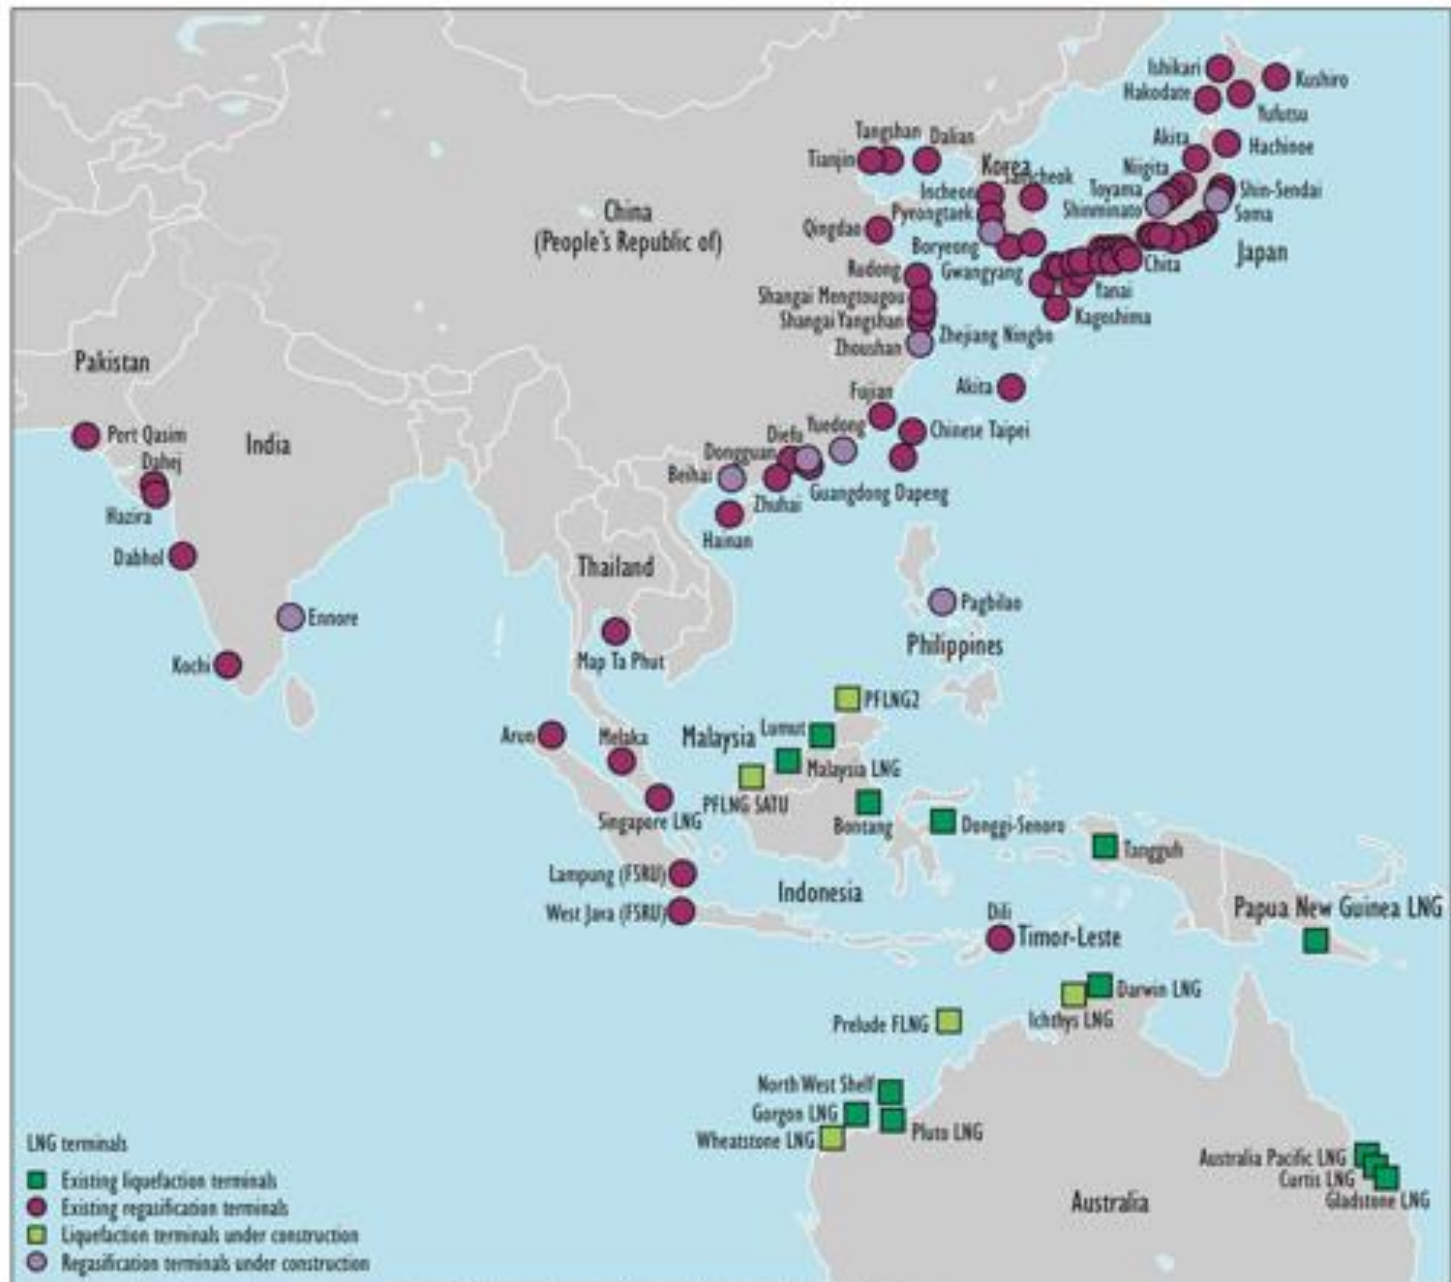 Ishikari
Kushiro
Hakodate
Yufutsu
Tangshan
Dalian
Akita
Hachinoe
Tianjin
Korea
Niigita
Samcheok
Incheon
Toyama
Shin-Sendai
China
(People's Republic of)
Pyrongtaek
Shinminato
Soma
Qingdao
Boryeong
Japan
Rudong
Gwangyang
Chita
Shangai Mengtougou
Yanai
Shangai Yangshan
Kagoshima
Zhoushan
Zhejiang Ningbo
Pakistan
Fujian
Akita
Port Qasim
India
Diefu
Yuedong
Chinese Taipei
Dahej
Dongguan
Beihai
Hazira
Zhuhai
Guangdong Dapeng
Hainan
Dabhol
Thailand
Ennore
Pagbilao
Philippines
Kochi
Map Ta Phut
PFLNG2
Arun
Melaka
Malaysia
Lumut
Malaysia LNG
PFLNG SATU
Singapore LNG
Bontang
Donggi-Senoro
Tangguh
Lampung (FSRU)
Indonesia
West Java (FSRU)
Papua New Guinea LNG
Dili
Timor-Leste
Darwin LNG
Prelude FLNG
Ichthys LNG
North West Shelf
Gorgon LNG
Wheatstone LNG
Pluto LNG
Australia Pacific LNG
Curtis LNG
Gladstone LNG
Australia
LNG terminals
Existing liquefaction terminals
Existing regasification terminals
Liquefaction terminals under construction
Regasification terminals under construction